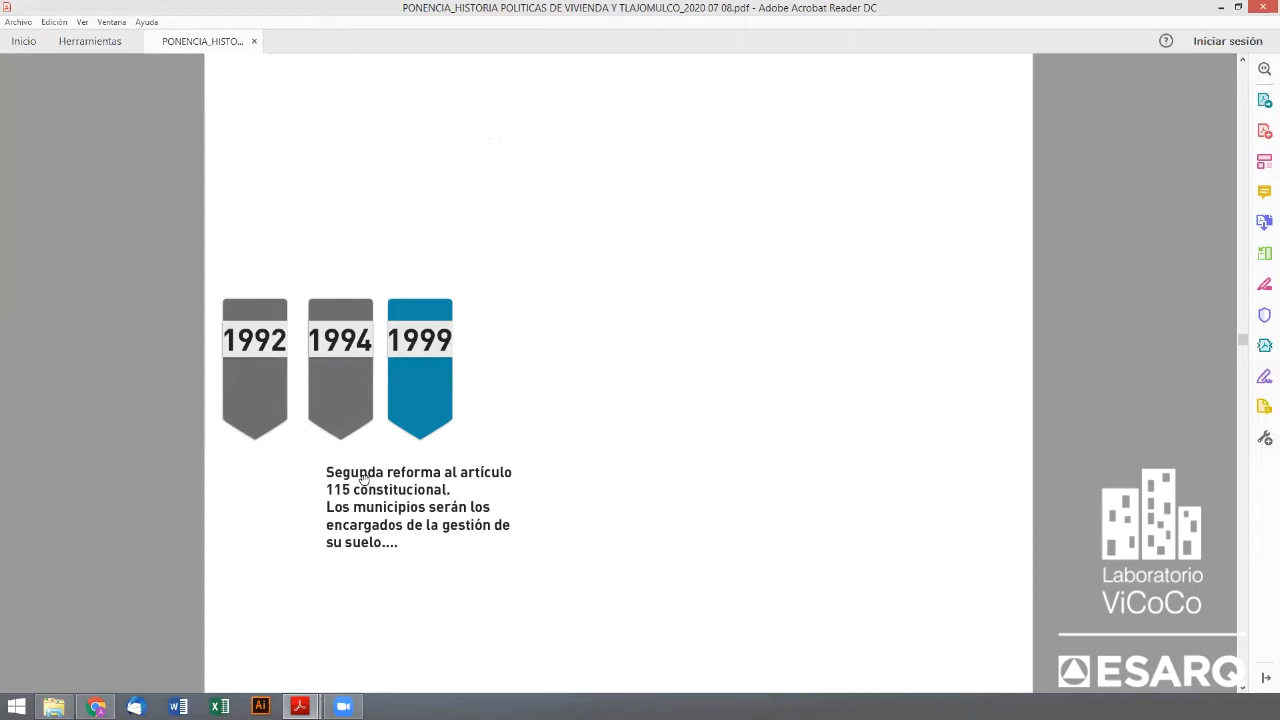 PONENCIA_HISTORIA POLITICAS DE VIVIENDA Y TLAJOMULCO_2020 07 08.pdf - Adobe Acrobat Reader DC
Archivo Edición Ver Ventana Ayuda
Inicio Herramientas PONENCIA_HISTO... × Iniciar sesión
1992 1994 1999
Segunda reforma al artículo
115 constitucional.
Los municipios serán los
encargados de la gestión de
su suelo....
Laboratorio
ViCoCo
ESARQ
Ai